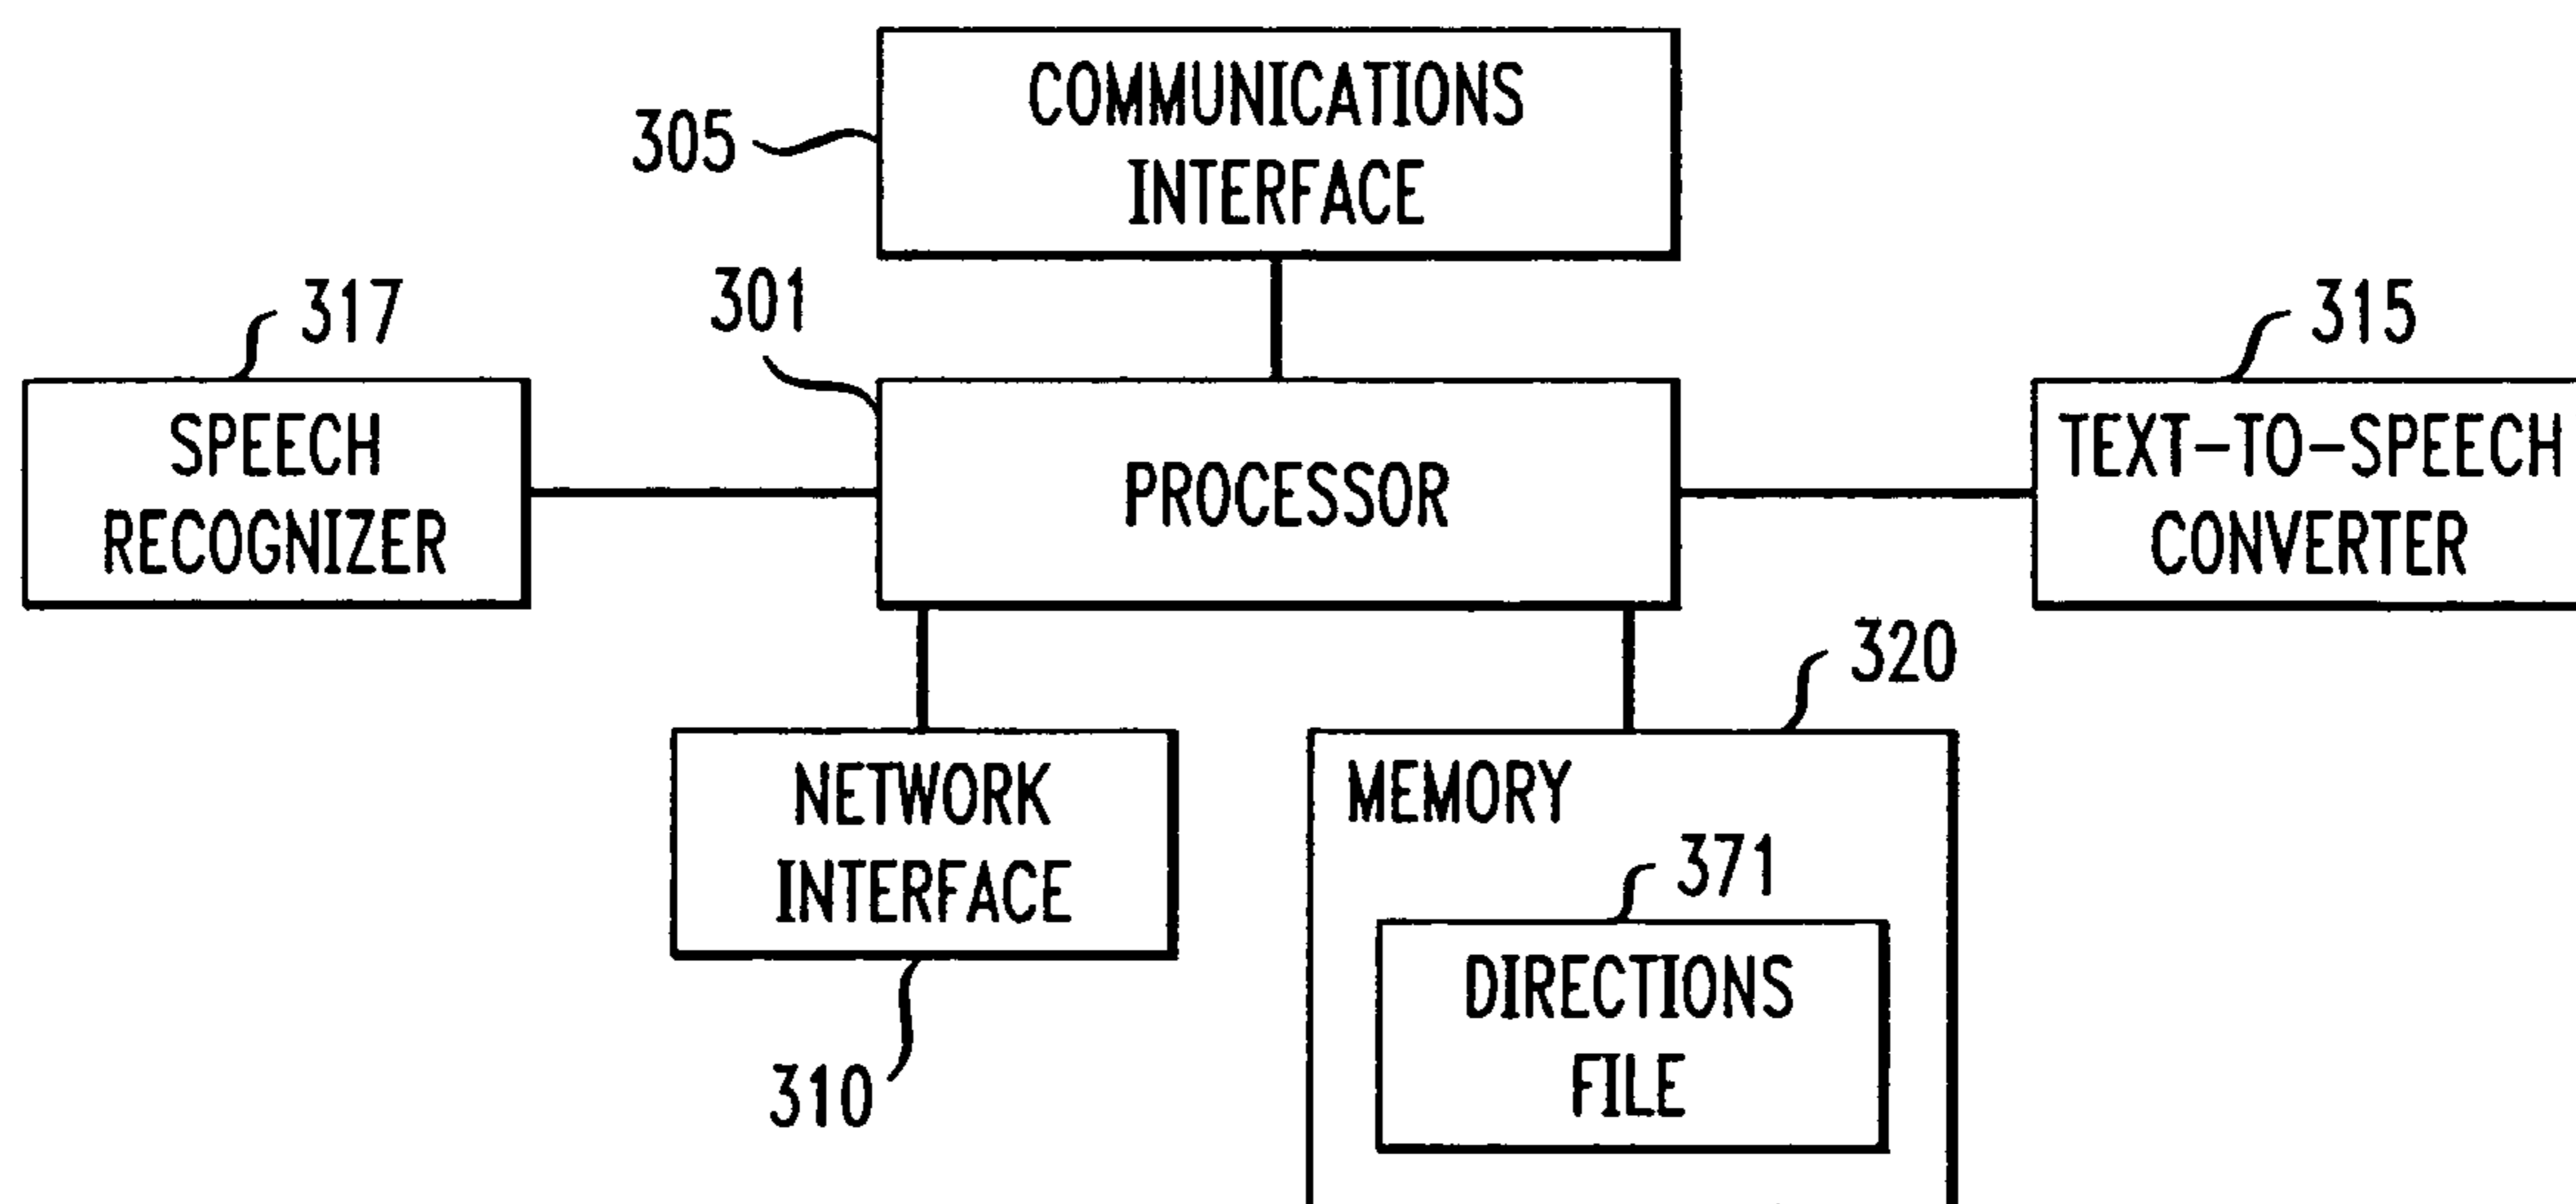 COMMUNICATIONS
INTERFACE
305
301
317
315
SPEECH
RECOGNIZER
PROCESSOR
TEXT-TO-SPEECH
CONVERTER
320
NETWORK
INTERFACE
310
MEMORY
371
DIRECTIONS
FILE